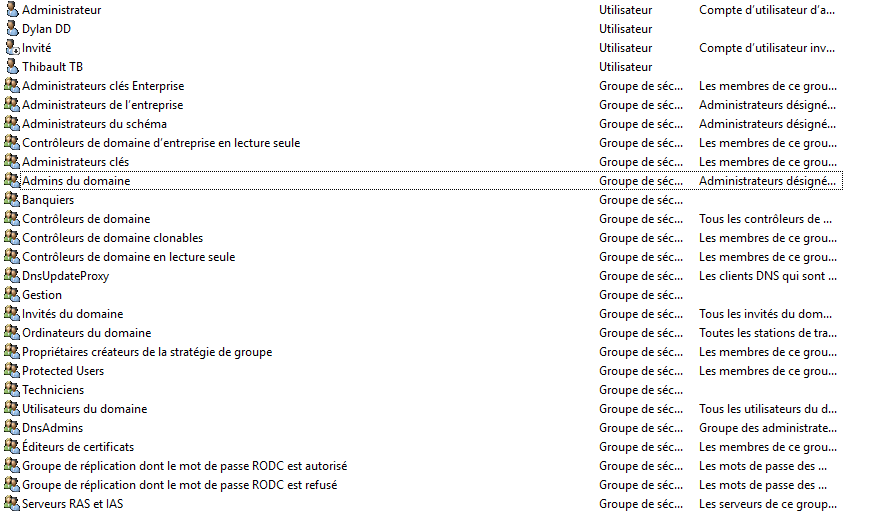 Administrateur Utilisateur Compte d'utilisateur d'a...
Dylan DD Utilisateur
Invité Utilisateur Compte d'utilisateur inv...
Thibault TB Utilisateur
Administrateurs clés Enterprise Groupe de séc... Les membres de ce grou...
Administrateurs de l'entreprise Groupe de séc... Administrateurs désigné...
Administrateurs du schéma Groupe de séc... Administrateurs désigné...
Contrôleurs de domaine d'entreprise en lecture seule Groupe de séc... Les membres de ce grou...
Administrateurs clés Groupe de séc... Les membres de ce grou...
Admins du domaine Groupe de séc... Administrateurs désigné...
Banquiers Groupe de séc...
Contrôleurs de domaine Groupe de séc... Tous les contrôleurs de ...
Contrôleurs de domaine clonables Groupe de séc... Les membres de ce grou...
Contrôleurs de domaine en lecture seule Groupe de séc... Les membres de ce grou...
DnsUpdateProxy Groupe de séc... Les clients DNS qui sont ...
Gestion Groupe de séc...
Invités du domaine Groupe de séc... Tous les invités du dom...
Ordinateurs du domaine Groupe de séc... Toutes les stations de tra...
Propriétaires créateurs de la stratégie de groupe Groupe de séc... Les membres de ce grou...
Protected Users Groupe de séc... Les membres de ce grou...
Techniciens Groupe de séc...
Utilisateurs du domaine Groupe de séc... Tous les utilisateurs du d...
DnsAdmins Groupe de séc... Groupe des administrate...
Éditeurs de certificats Groupe de séc... Les membres de ce grou...
Groupe de réplication dont le mot de passe RODC est autorisé Groupe de séc... Les mots de passe des ...
Groupe de réplication dont le mot de passe RODC est refusé Groupe de séc... Les mots de passe des ...
Serveurs RAS et IAS Groupe de séc... Les serveurs de ce group...